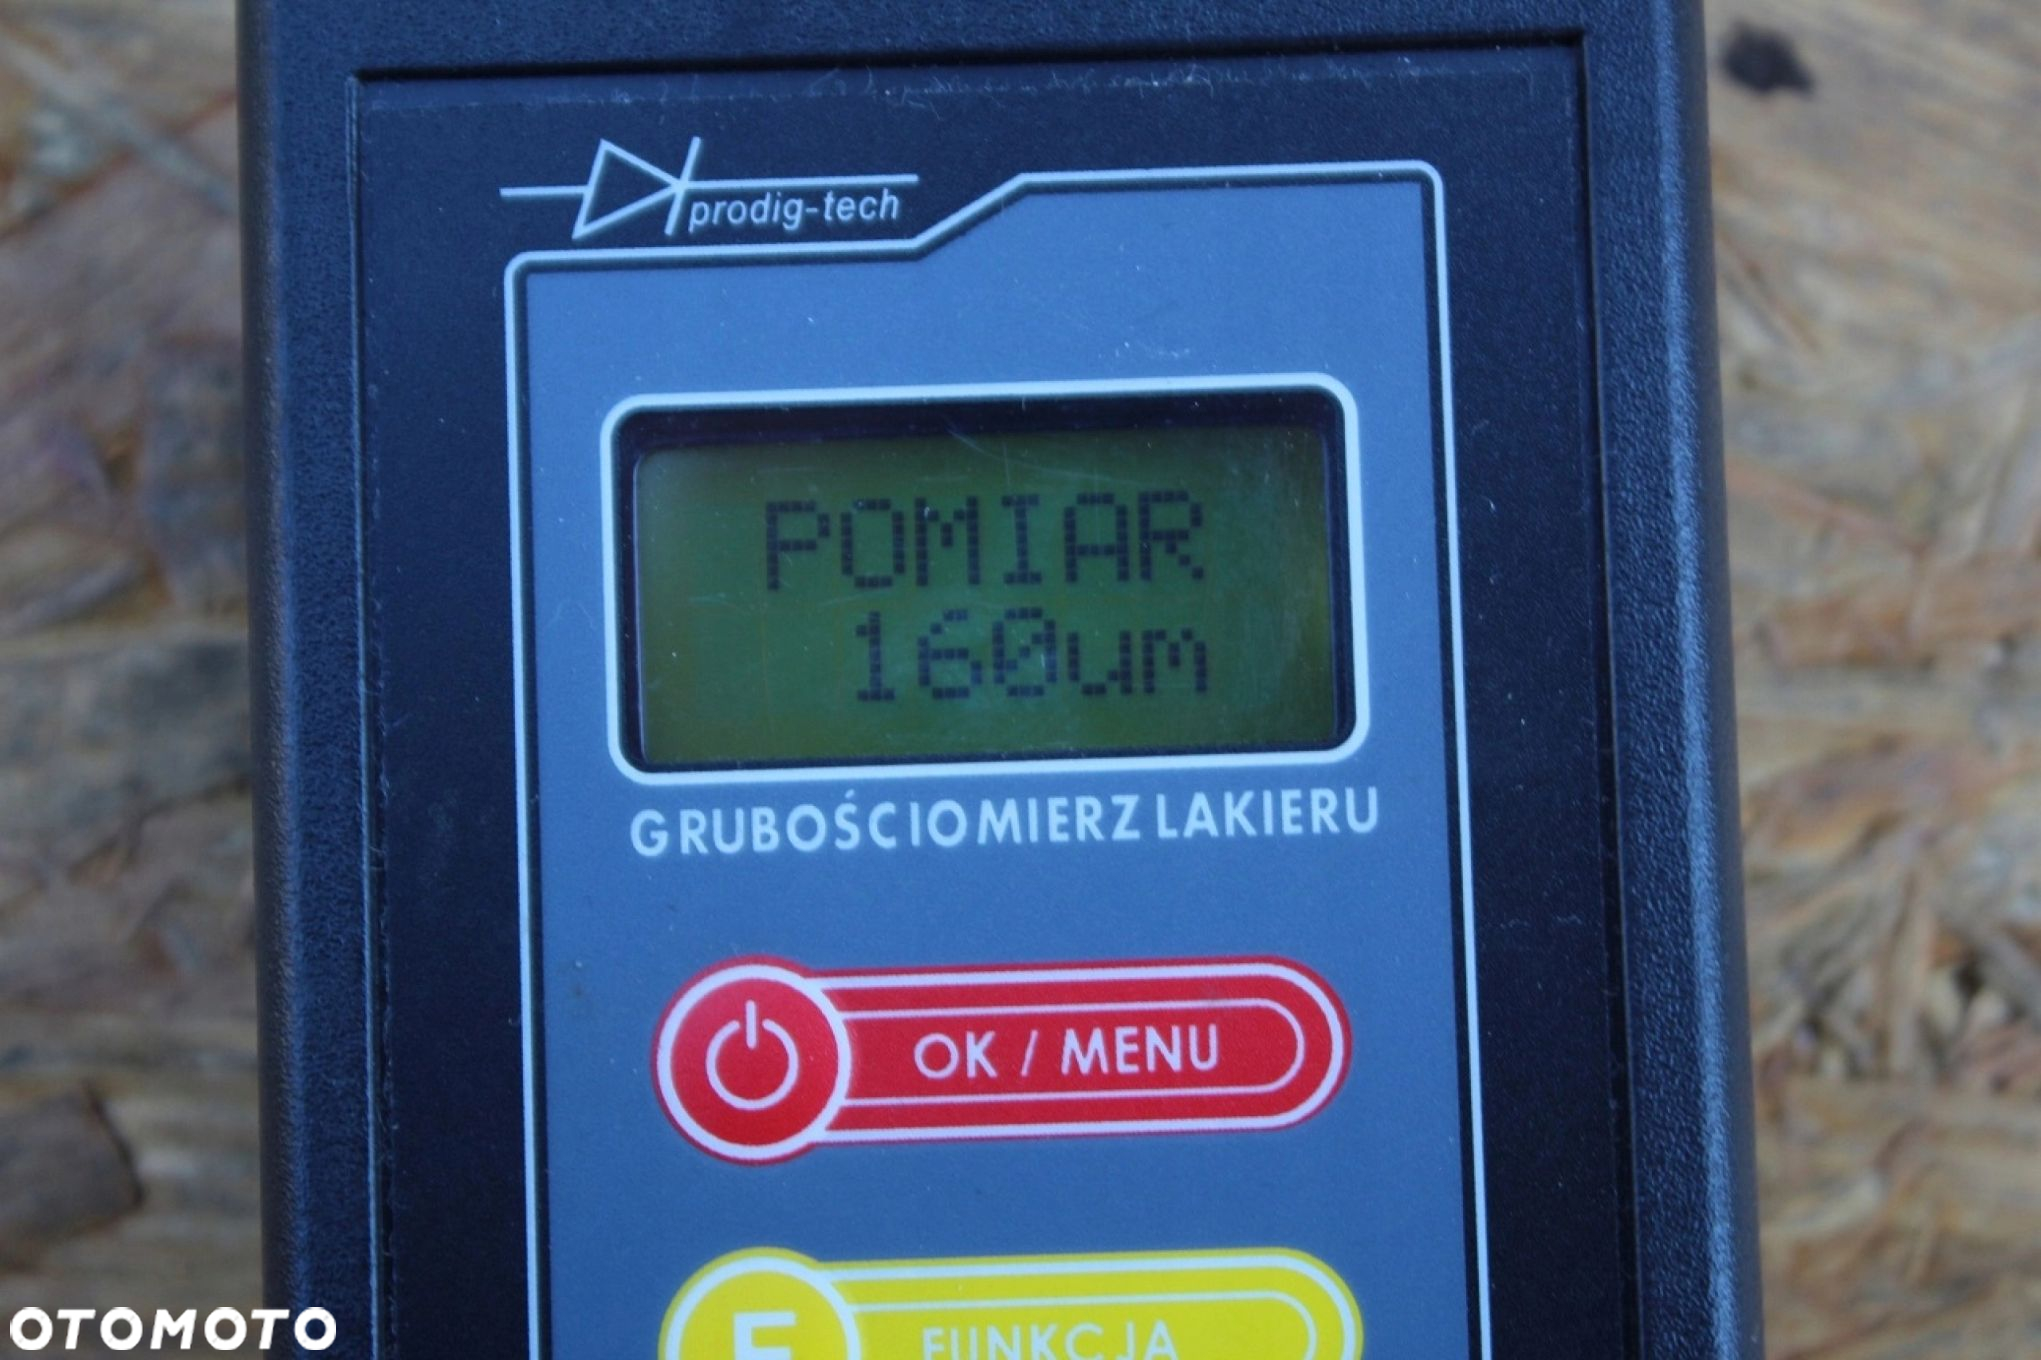 prodig-tech
POMIAR
160um
GRUBOŚCIOMIERZ LAKIERU
OK / MENU
F FUNKCJA
OTOMOTO